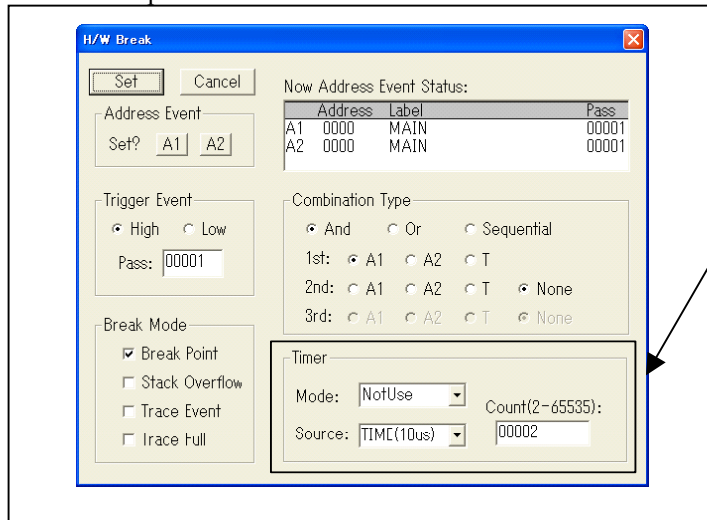 H/W Break
Set Cancel
Address Event
Set? A1 A2
Now Address Event Status:
Address Label Pass
A1 0000 MAIN 00001
A2 0000 MAIN 00001
Trigger Event
High Low
Pass: 00001
Combination Type
And Or Sequential
1st: A1 A2 T
2nd: A1 A2 T None
3rd: A1 A2 T None
Break Mode
Break Point
Stack Overflow
Trace Event
Trace Full
Timer
Mode: NotUse
Count(2-65535):
Source: TIME(10us) 00002